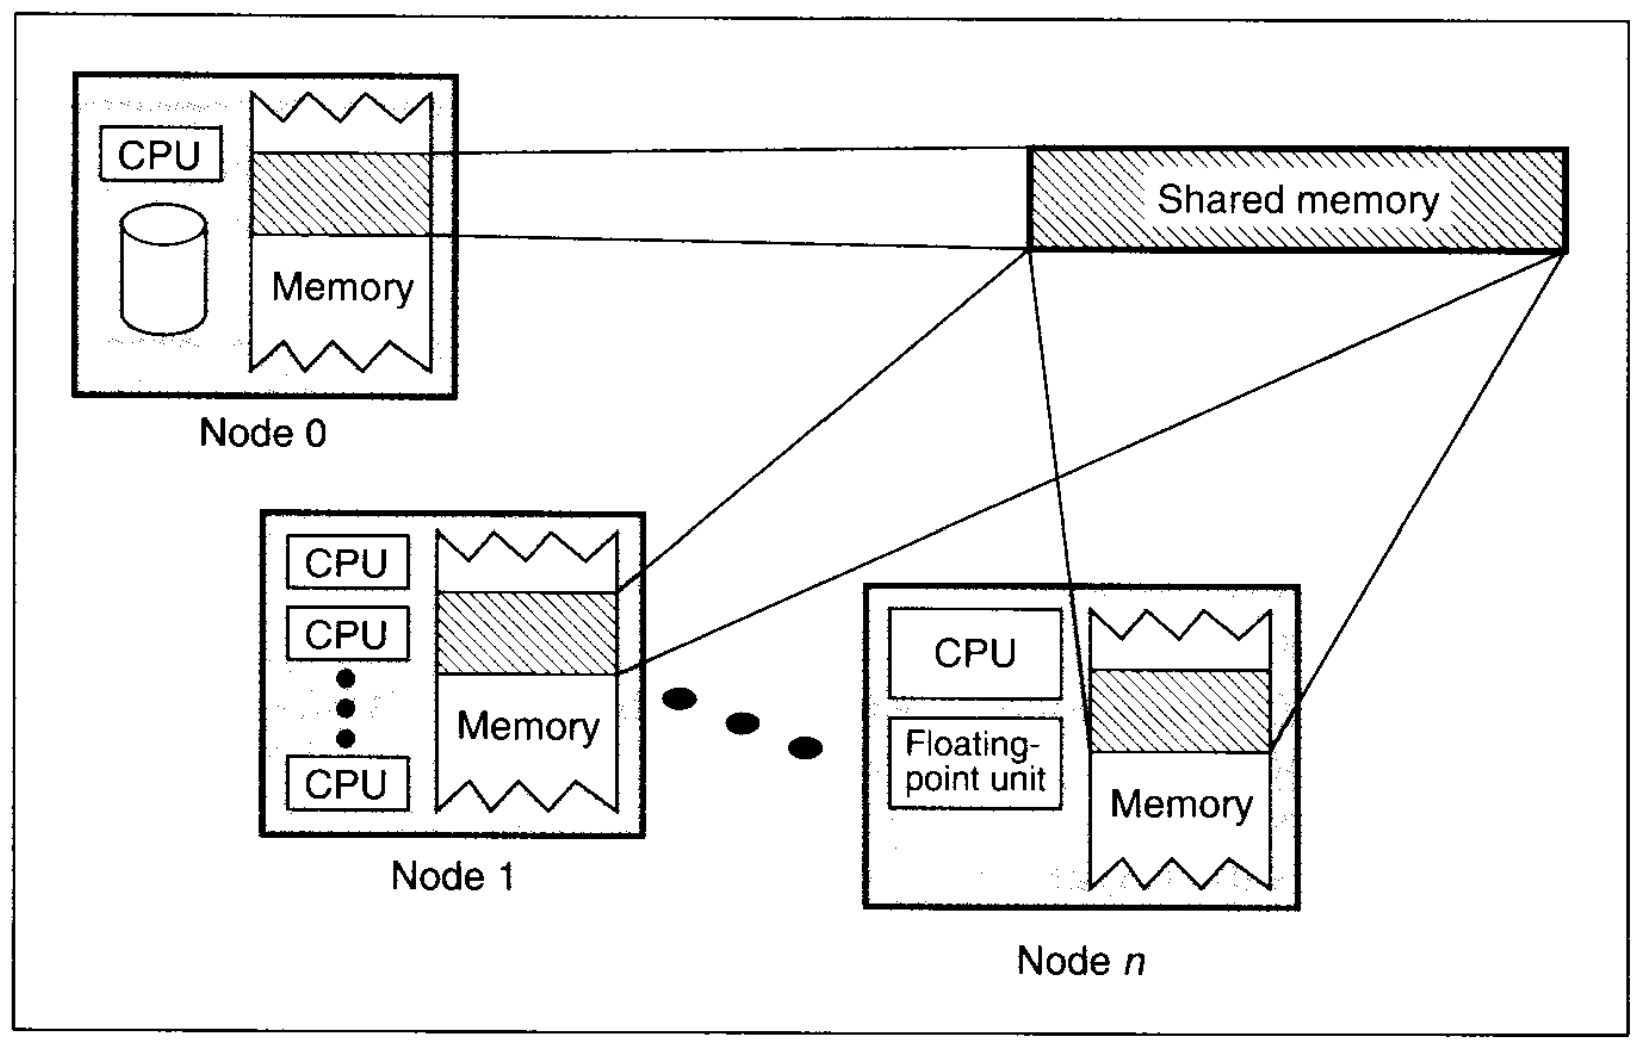 CPU
Memory
Node 0
Shared memory
CPU
CPU
CPU
Memory
Node 1
CPU
Floating-
point unit
Memory
Node n